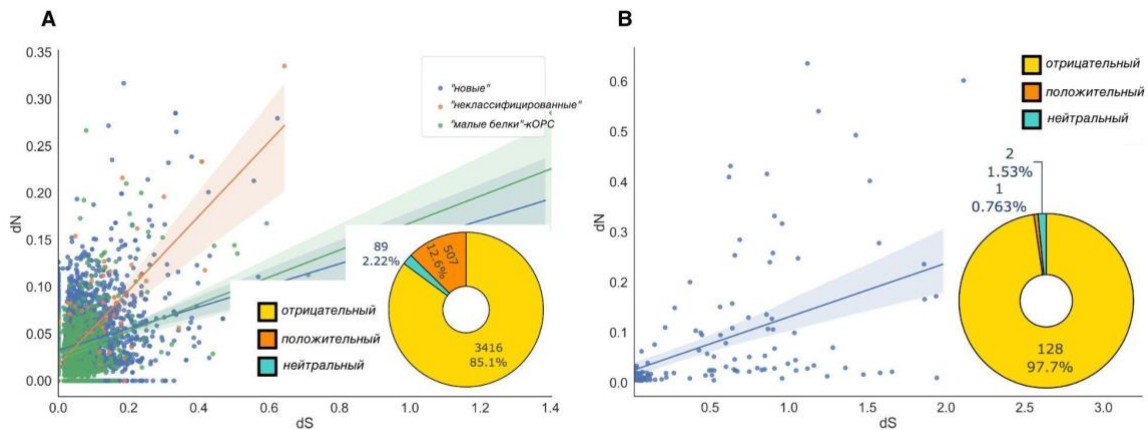 A
0.35
0.30
0.25
0.20
0.15
0.10
0.05
0.00
dN
0.0
0.2
0.4
0.6
0.8
1.0
1.2
1.4
dS
"новые"
"неклассифицированные"
"малые белки"-кОРС
отрицательный
положительный
нейтральный
89
2.22%
507
12.6%
3416
85.1%
B
0.6
0.5
0.4
0.3
0.2
0.1
0.0
dN
0.5
1.0
1.5
2.0
2.5
3.0
dS
отрицательный
положительный
нейтральный
2
1.53%
1
0.763%
128
97.7%